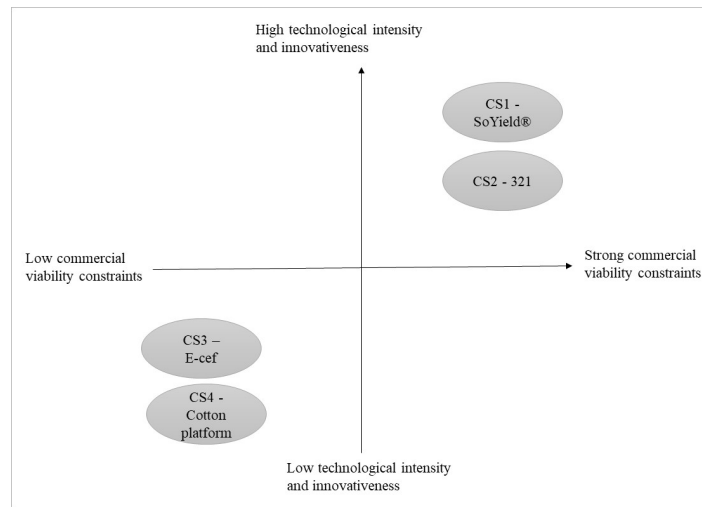 High technological intensity
and innovativeness
CS1 -
SoYield®
CS2 - 321
Low commercial
viability constraints
Strong commercial
viability constraints
CS3 –
E-cef
CS4 -
Cotton
platform
Low technological intensity
and innovativeness